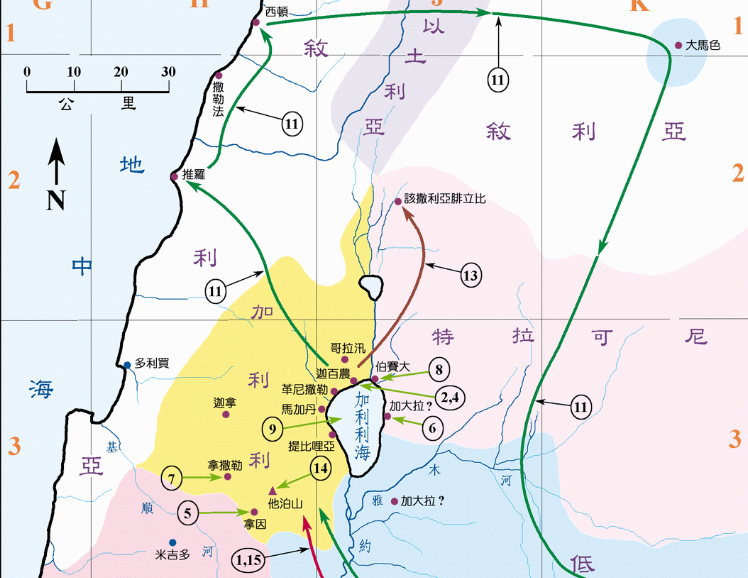 G
H
J
K
1
1
西頓
以
土
利
亞
大馬色
敘
利
亞
0 10 20 30
公 里
撒勒法
11
11
敘 利 亞
N
地
中
海
2
2
推羅
該撒利亞腓立比
利
加
利
利
11
13
亞
特 拉 可 尼
多利買
哥拉汛
迦百農
伯賽大
8
革尼撒勒
2,4
馬加丹
加利利海
加大拉?
6
9
迦拿
11
3
3
提比哩亞
基
順
河
拿撒勒
7
14
他泊山
5
拿因
木
河
雅
加大拉?
約
米吉多
1,15
低